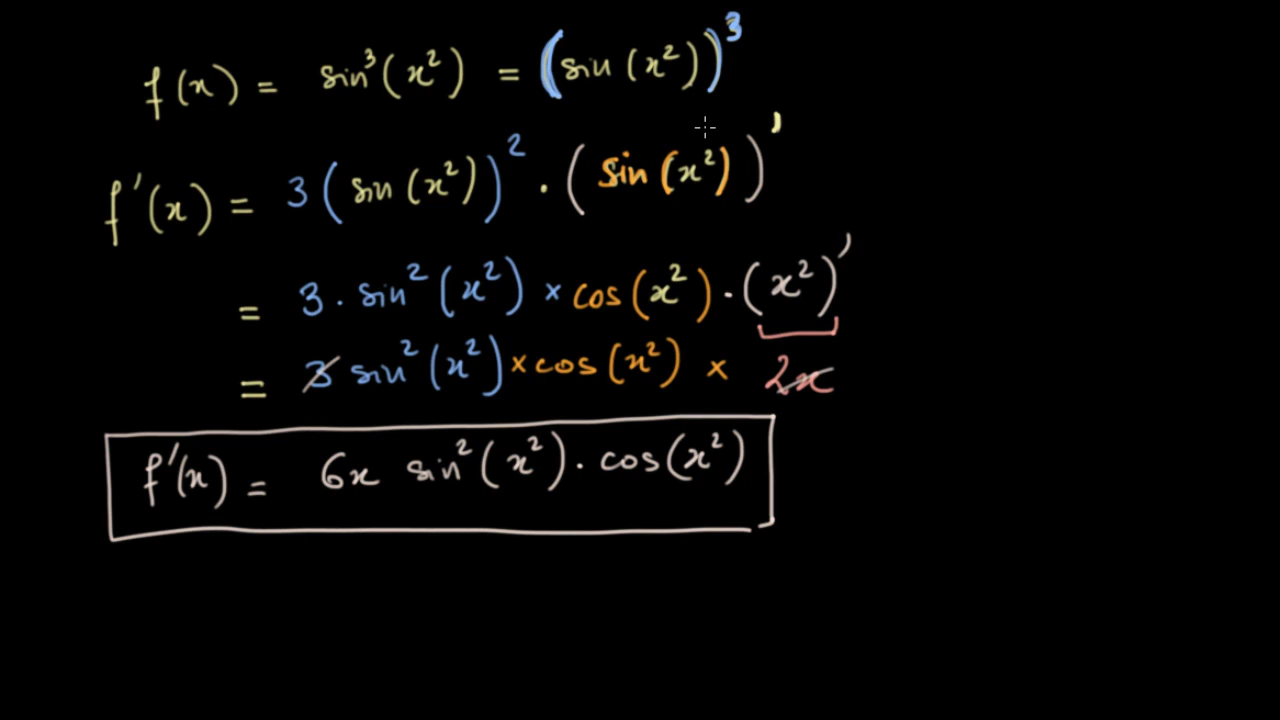 f(x) = sin³(x²) = (sin(x²))³
f'(x) = 3(sin(x²))² · (sin(x²))'
= 3 · sin²(x²) × cos(x²) · (x²)'
= 3 sin²(x²) × cos(x²) × 2x
f'(x) = 6x sin²(x²) · cos(x²)